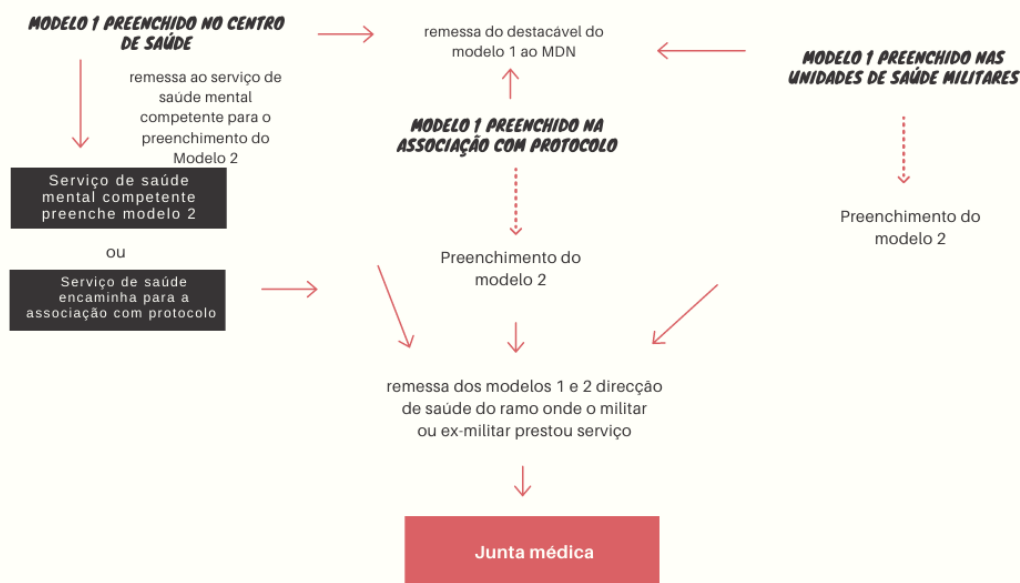 MODELO 1 PREENCHIDO NO CENTRO
DE SAÚDE
remessa ao serviço de
saúde mental
competente para o
preenchimento do
Modelo 2
Serviço de saúde
mental competente
preenche modelo 2
ou
Serviço de saúde
encaminha para a
associação com protocolo
remessa do destacável do
modelo 1 ao MDN
MODELO 1 PREENCHIDO NA
ASSOCIAÇÃO COM PROTOCOLO
Preenchimento do
modelo 2
MODELO 1 PREENCHIDO NAS
UNIDADES DE SAÚDE MILITARES
Preenchimento do
modelo 2
remessa dos modelos 1 e 2 direcção
de saúde do ramo onde o militar
ou ex-militar prestou serviço
Junta médica